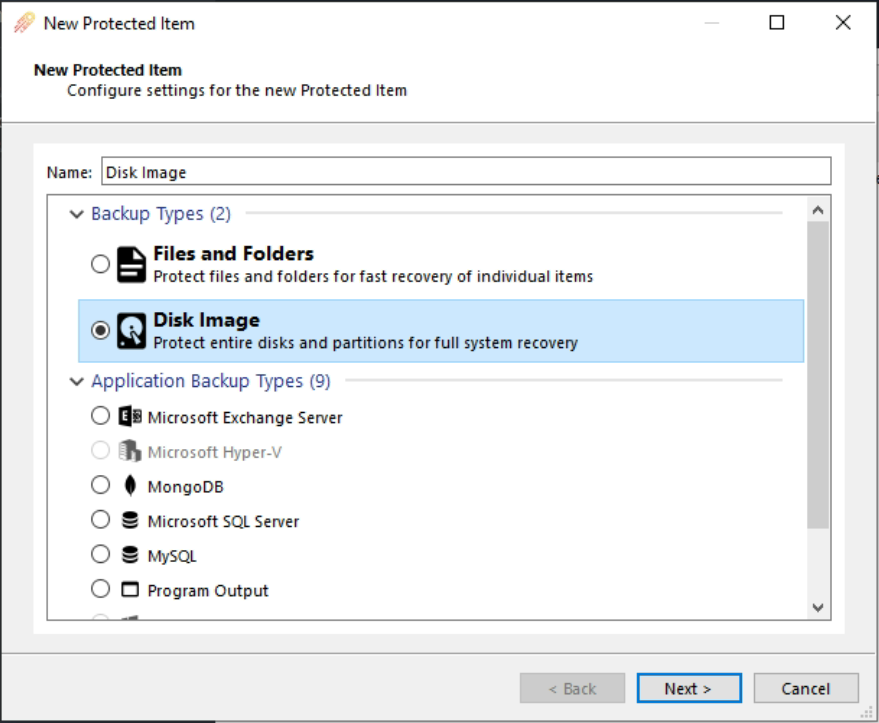 New Protected Item
New Protected Item
Configure settings for the new Protected Item
Name: Disk Image
Backup Types (2)
Files and Folders
Protect files and folders for fast recovery of individual items
Disk Image
Protect entire disks and partitions for full system recovery
Application Backup Types (9)
Microsoft Exchange Server
Microsoft Hyper-V
MongoDB
Microsoft SQL Server
MySQL
Program Output
< Back Next > Cancel